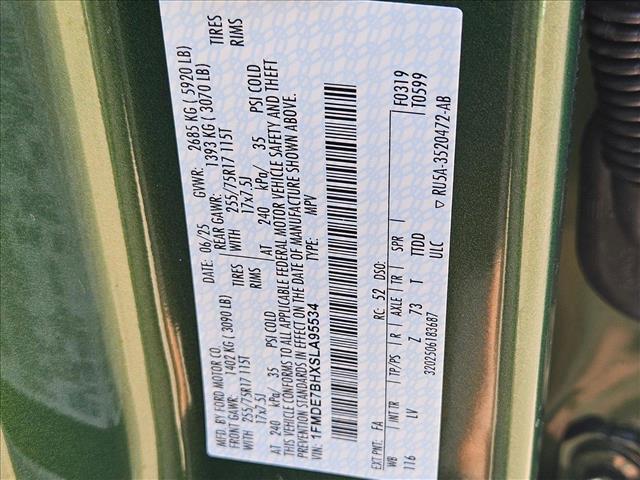 MFD. BY FORD MOTOR CO.
DATE: 06/25 GVWR: 2685 KG ( 5920 LB)
FRONT GAWR: 1402 KG ( 3090 LB) REAR GAWR: 1393 KG ( 3070 LB)
WITH 255/75R17 115T TIRES WITH 255/75R17 115T TIRES
17x7.5J RIMS 17x7.5J RIMS
AT 240 kPa/ 35 PSI COLD AT 240 kPa/ 35 PSI COLD
THIS VEHICLE CONFORMS TO ALL APPLICABLE FEDERAL MOTOR VEHICLE SAFETY AND THEFT
PREVENTION STANDARDS IN EFFECT ON THE DATE OF MANUFACTURE SHOWN ABOVE.
VIN: 1FMDE7BHXSLA95534 TYPE: MPV
F0319
T0599
EXT PNT: FA RC: 52 DSO:
WB INT TR TP/PS R AXLE TR SPR
116 LV Z 73 T TTDD
3202506183687 ULC
▽ RU5A-3520472-AB